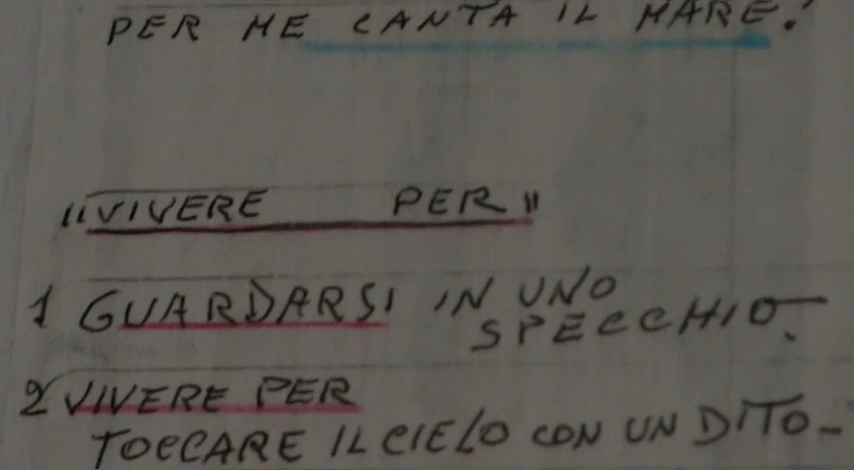 PER ME CANTA IL MARE.
"VIVERE PER"
1 GUARDARSI IN UNO
SPECCHIO.
2 VIVERE PER
TOCCARE IL CIELO CON UN DITO-